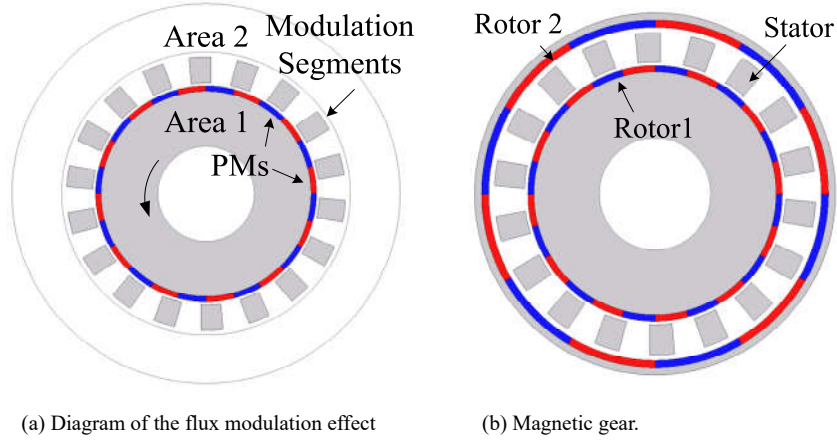 Area 2
Modulation
Segments
Area 1
PMs
Rotor 2
Stator
Rotor1
(a) Diagram of the flux modulation effect
(b) Magnetic gear.